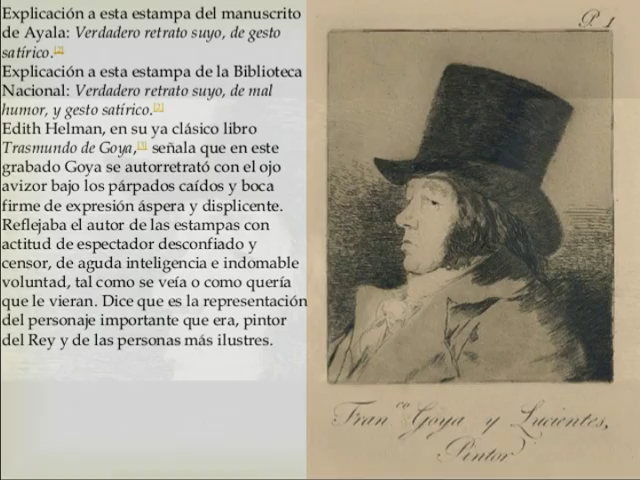 Explicación a esta estampa del manuscrito
de Ayala: Verdadero retrato suyo, de gesto
satírico.[2]
Explicación a esta estampa de la Biblioteca
Nacional: Verdadero retrato suyo, de mal
humor, y gesto satírico.[2]
Edith Helman, en su ya clásico libro
Trasmundo de Goya,[3] señala que en este
grabado Goya se autorretrató con el ojo
avizor bajo los párpados caídos y boca
firme de expresión áspera y displicente.
Reflejaba el autor de las estampas con
actitud de espectador desconfiado y
censor, de aguda inteligencia e indomable
voluntad, tal como se veía o como quería
que le vieran. Dice que es la representación
del personaje importante que era, pintor
del Rey y de las personas más ilustres.
P. 1
Fran.co Goya y Lucientes,
Pintor